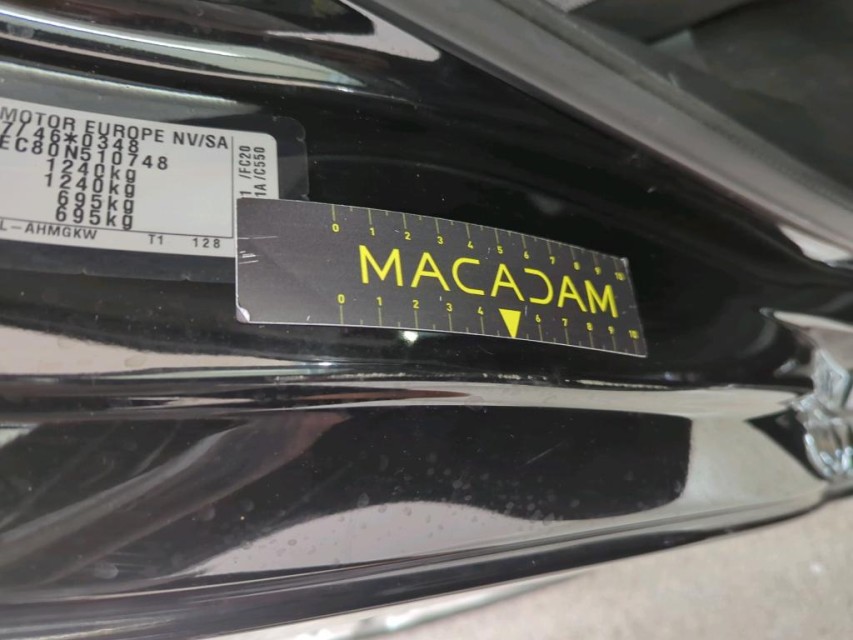 MOTOR EUROPE NV/SA
7/46*0348
EC80N510748
1240kg
1240kg
695kg
695kg
L-AHMGKW T1 128
/FC20
1A /C550
0 1 2 3 4 5 6 7 8 9 10
MACADAM
0 1 2 3 4 6 7 8 9 10